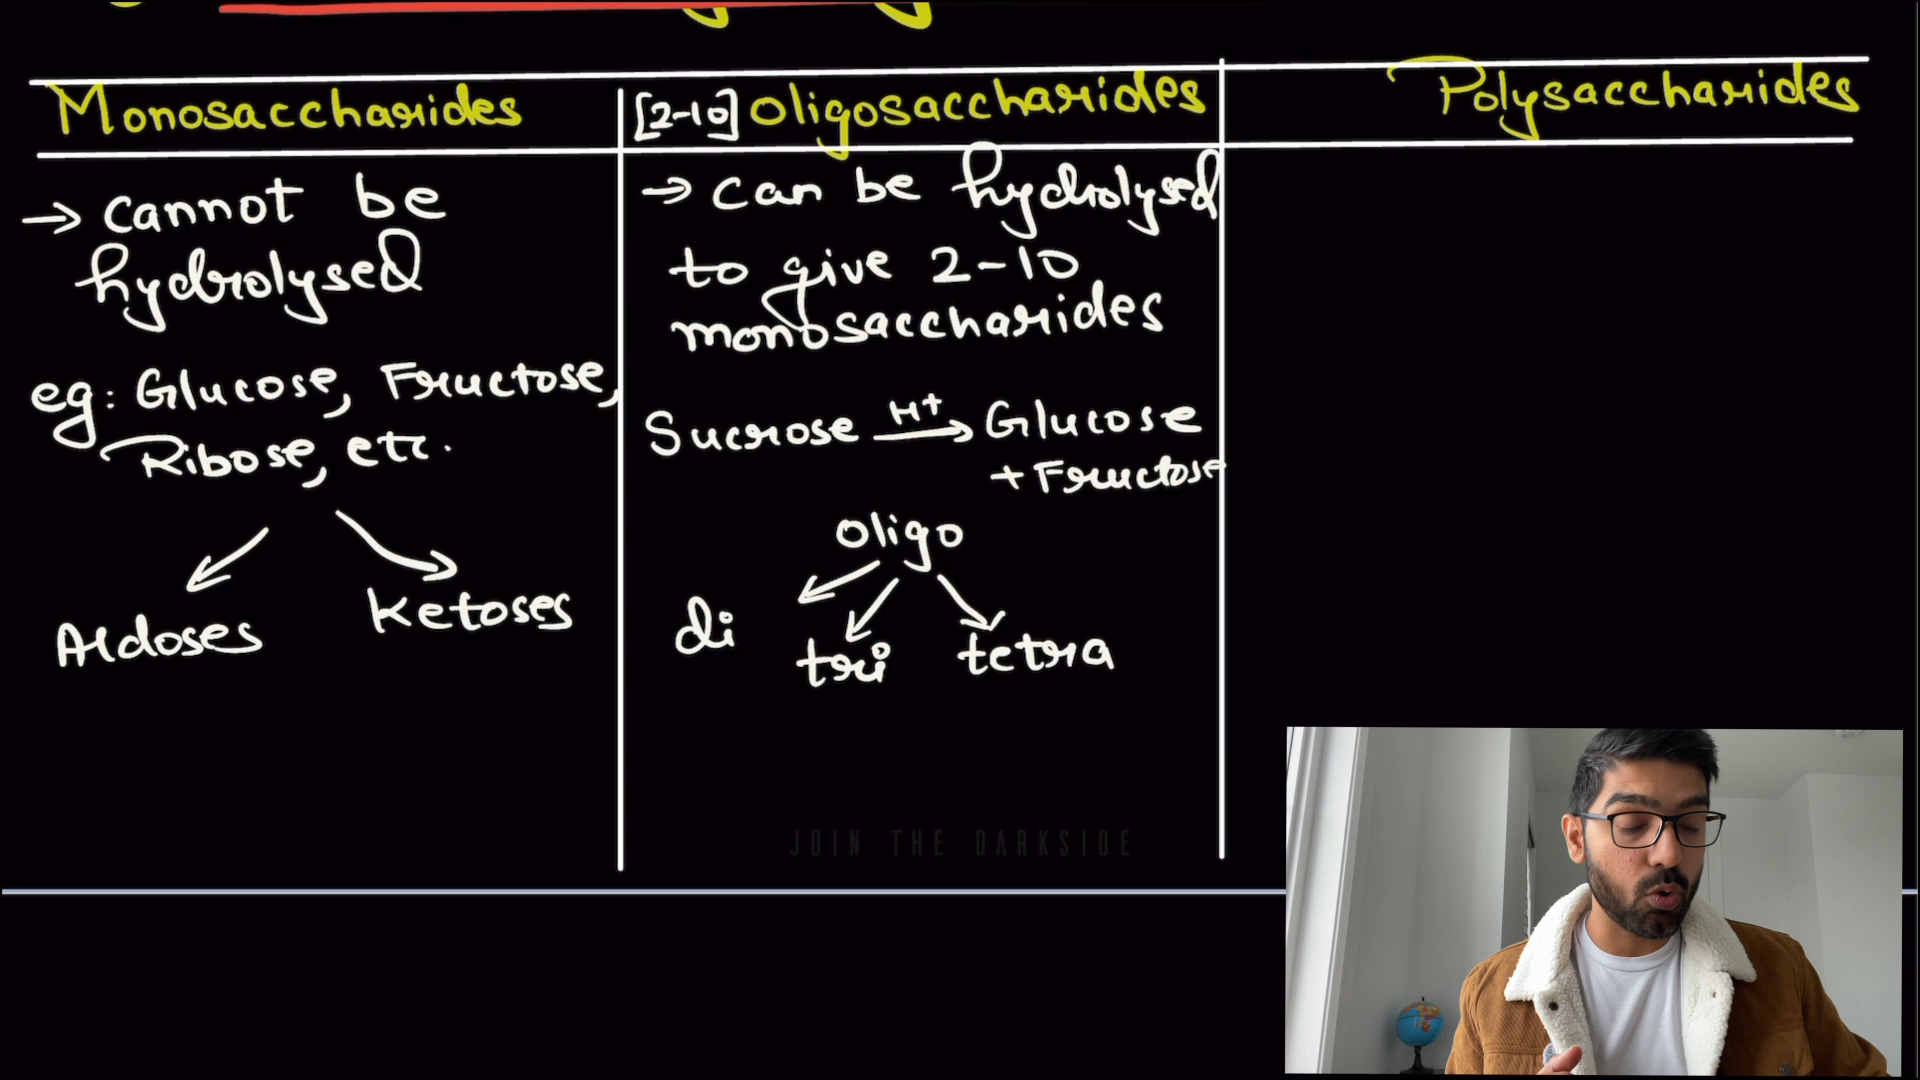 Monosaccharides
[2-10] Oligosaccharides
Polysaccharides
→ cannot be
hydrolysed
eg: Glucose, Fructose,
Ribose, etc.
Aldoses
Ketoses
→ can be hydrolysed
to give 2-10
monosaccharides
Sucrose H+ → Glucose
+ Fructose
Oligo
di
tri
tetra
JOIN THE DARKSIDE